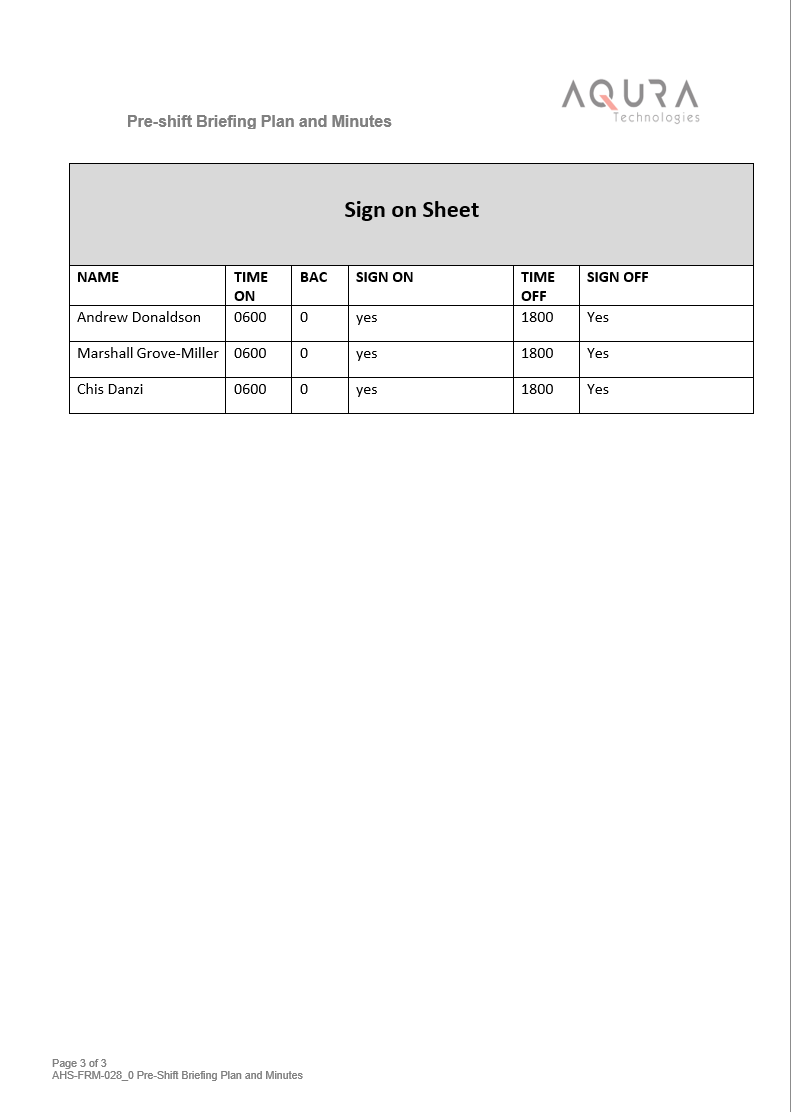 AQURA
Technologies
Pre-shift Briefing Plan and Minutes
Sign on Sheet
NAME TIME ON BAC SIGN ON TIME OFF SIGN OFF
Andrew Donaldson 0600 0 yes 1800 Yes
Marshall Grove-Miller 0600 0 yes 1800 Yes
Chis Danzi 0600 0 yes 1800 Yes
Page 3 of 3
AHS-FRM-028_0 Pre-Shift Briefing Plan and Minutes